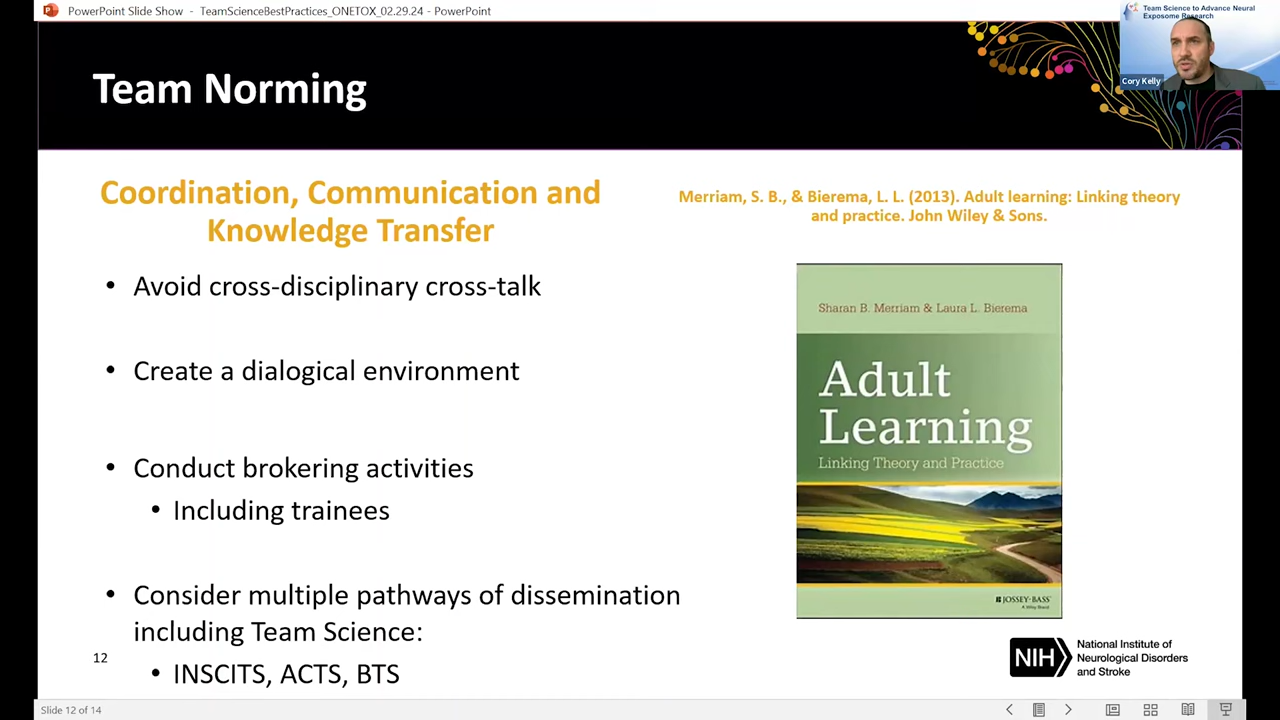 PowerPoint Slide Show - TeamScienceBestPractices_ONETOX_02.29.24 - PowerPoint
Team Science to Advance Neural
Exposome Research
Cory Kelly
Team Norming
Coordination, Communication and
Knowledge Transfer
• Avoid cross-disciplinary cross-talk
• Create a dialogical environment
• Conduct brokering activities
• Including trainees
• Consider multiple pathways of dissemination
including Team Science:
• INSCITS, ACTS, BTS
12
Merriam, S. B., & Bierema, L. L. (2013). Adult learning: Linking theory
and practice. John Wiley & Sons.
Sharan B. Merriam & Laura L. Bierema
Adult
Learning
Linking Theory and Practice
JOSSEY-BASS
A Wiley Brand
NIH
National Institute of
Neurological Disorders
and Stroke
Slide 12 of 14